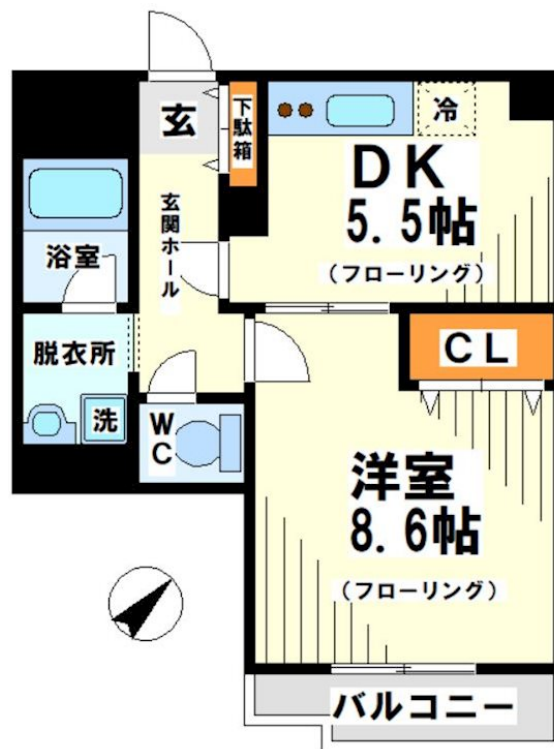 玄
下駄箱
冷
DK
5.5帖
(フローリング)
玄関ホール
浴室
脱衣所
洗
WC
CL
洋室
8.6帖
(フローリング)
バルコニー